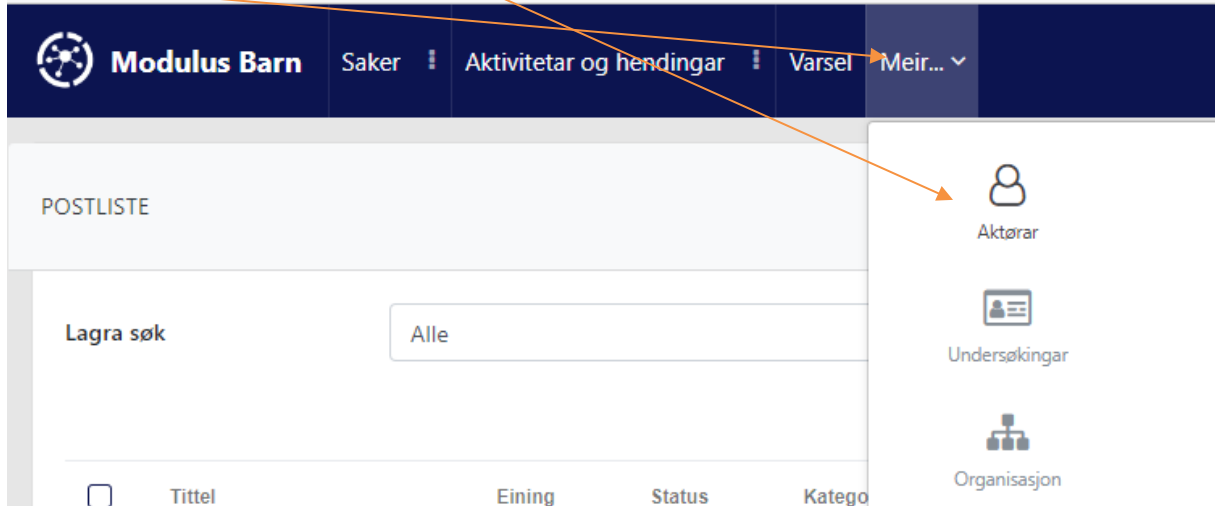 Modulus Barn Saker Aktivitetar og hendingar Varsel Meir...
POSTLISTE
Aktørar
Lagra søk Alle
Undersøkingar
Organisasjon
Tittel Eining Status